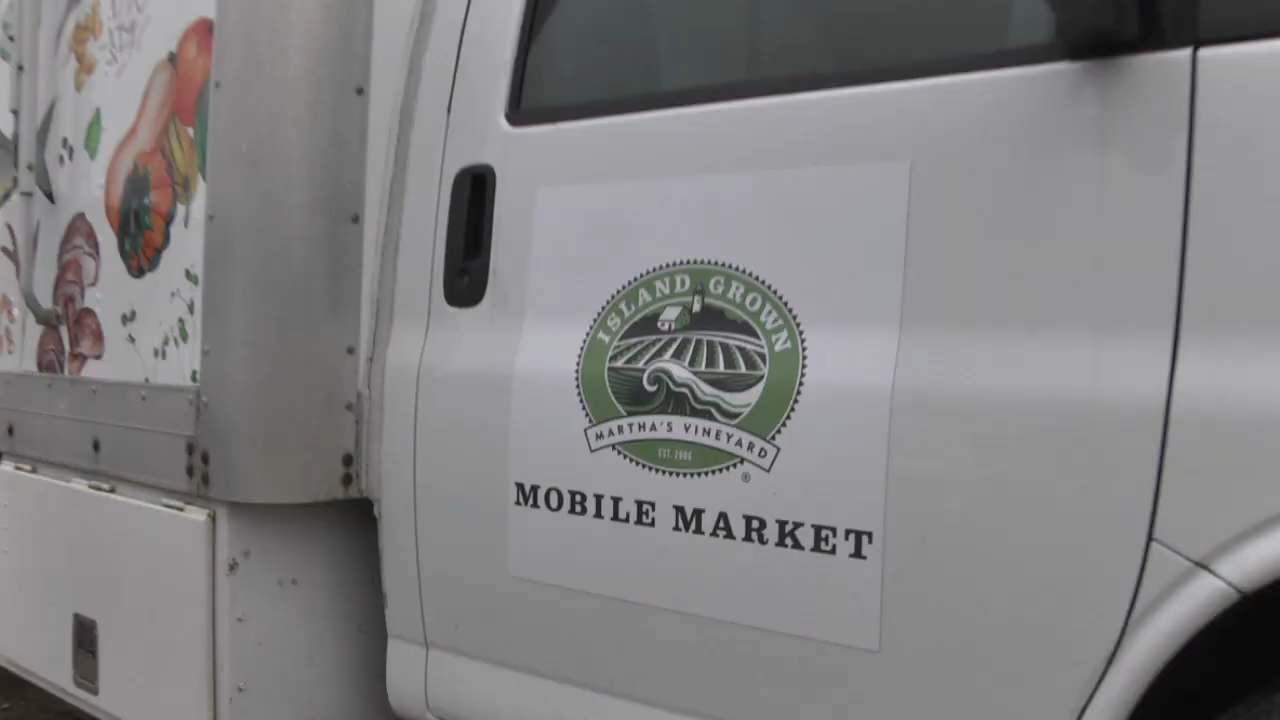 ISLAND GROWN
MARTHA'S VINEYARD
EST. 2006
®
MOBILE MARKET